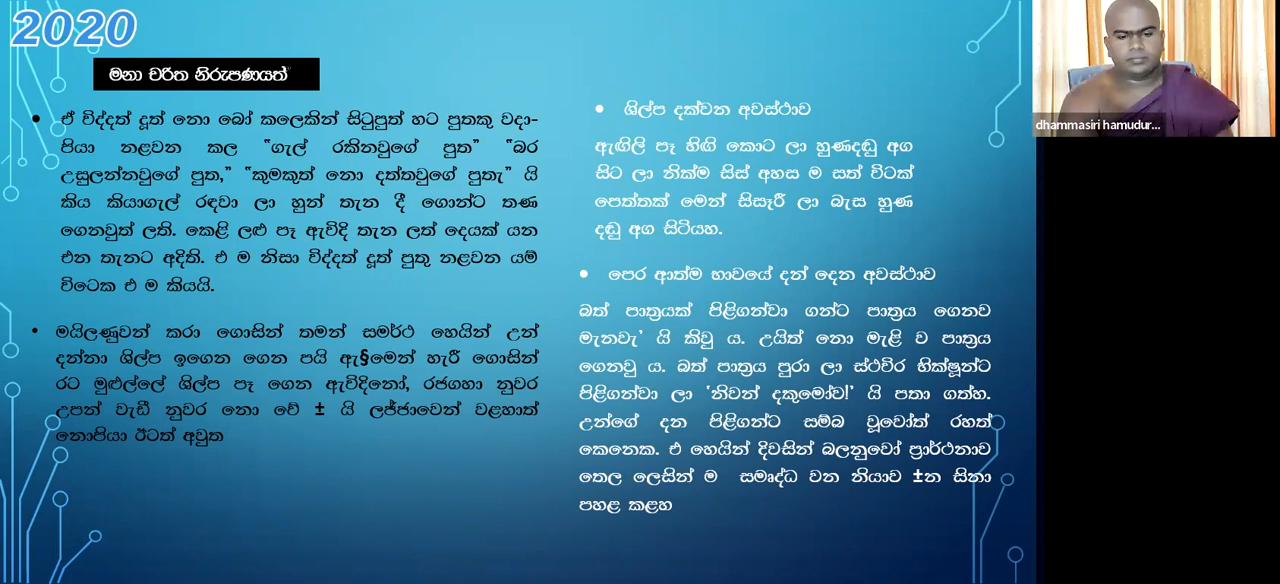 2020
මනා චරිත නිරුපණයත්
• ඒ විද්දත් දූත් නො බෝ කලෙකින් සිටුපුත් හට පුතකු වදා-
පියා නළවන කල “ගැල් රකිනවුගේ පුත” “බර
උසුලන්නවුගේ පුත,” “කුමකුත් නො දත්තවුගේ පුතැ” යි
කිය කියාගැල් රඳවා ලා හුන් තැන දී ගොන්ට තණ
ගෙනවුත් ලති. කෙළි ලළු පෑ ඇවිදි තැන ලත් දෙයක් යන
එන තැනට අදිති. එ ම නිසා විද්දත් දූත් පුතු නළවන යම්
විටෙක එ ම කියයි.
• මයිලණුවන් කරා ගොසින් තමන් සමර්ථ හෙයින් උන්
දන්නා ශිල්ප ඉගෙන ගෙන පයි ඇ§මෙන් හැරී ගොසින්
රට මුළුල්ලේ ශිල්ප පෑ ගෙන ඇවිදිනෝ, රජගහා නුවර
උපන් වැඩී නුවර නො වේ ± යි ලජ්ජාවෙන් වළහාත්
නොපියා ඊටත් අවුත
• ශිල්ප දක්වන අවස්ථාව
ඇඟිලි පෑ හිඟි කොට ලා හුණදඬු අග
සිට ලා නික්ම සිස් අහස ම සත් විටක්
පෙත්තක් මෙන් සිසෑරී ලා බැස හුණ
දඬු අග සිටියහ.
• පෙර ආත්ම භාවයේ දන් දෙන අවස්ථාව
බත් පාත්‍රයක් පිළිගන්වා ගන්ට පාත්‍රය ගෙනව
මැනවැ’ යි කිවු ය. උයිත් නො මැළි ව පාත්‍රය
ගෙනවු ය. බත් පාත්‍රය පුරා ලා ස්ථවිර භික්ෂූන්ට
පිළිගන්වා ලා ‘නිවන් දකුමෝව!’ යි පතා ගත්හ.
උන්ගේ දන පිළිගන්ට සම්බ වූවෝත් රහත්
කෙනෙක. එ හෙයින් දිවසින් බලනුවෝ ප්‍රාර්ථනාව
තෙල ලෙසින් ම සමෘද්ධ වන නියාව ±න සිනා
පහළ කළහ
dhammasiri hamudur...